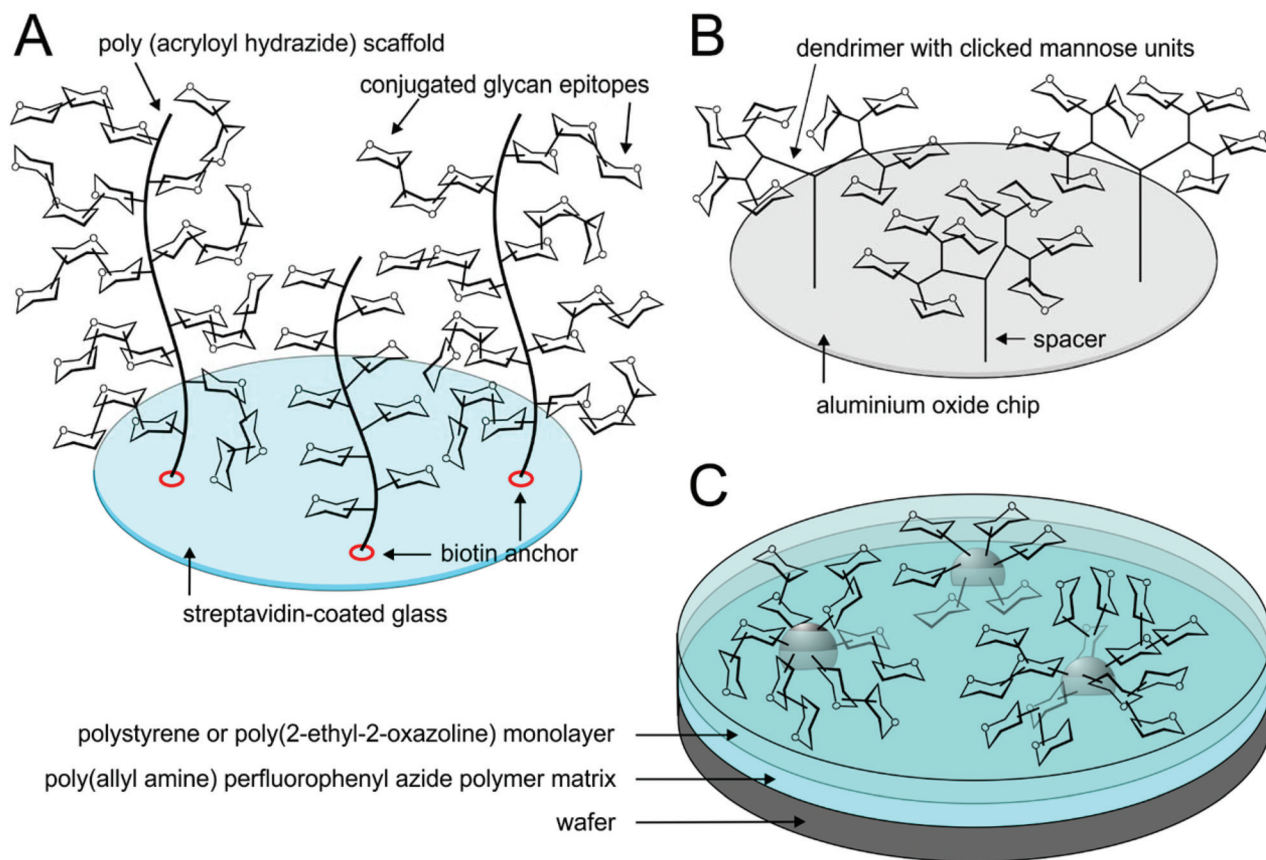 A
poly (acryloyl hydrazide) scaffold
conjugated glycan epitopes
biotin anchor
streptavidin-coated glass
B
dendrimer with clicked mannose units
spacer
aluminium oxide chip
C
polystyrene or poly(2-ethyl-2-oxazoline) monolayer
poly(allyl amine) perfluorophenyl azide polymer matrix
wafer